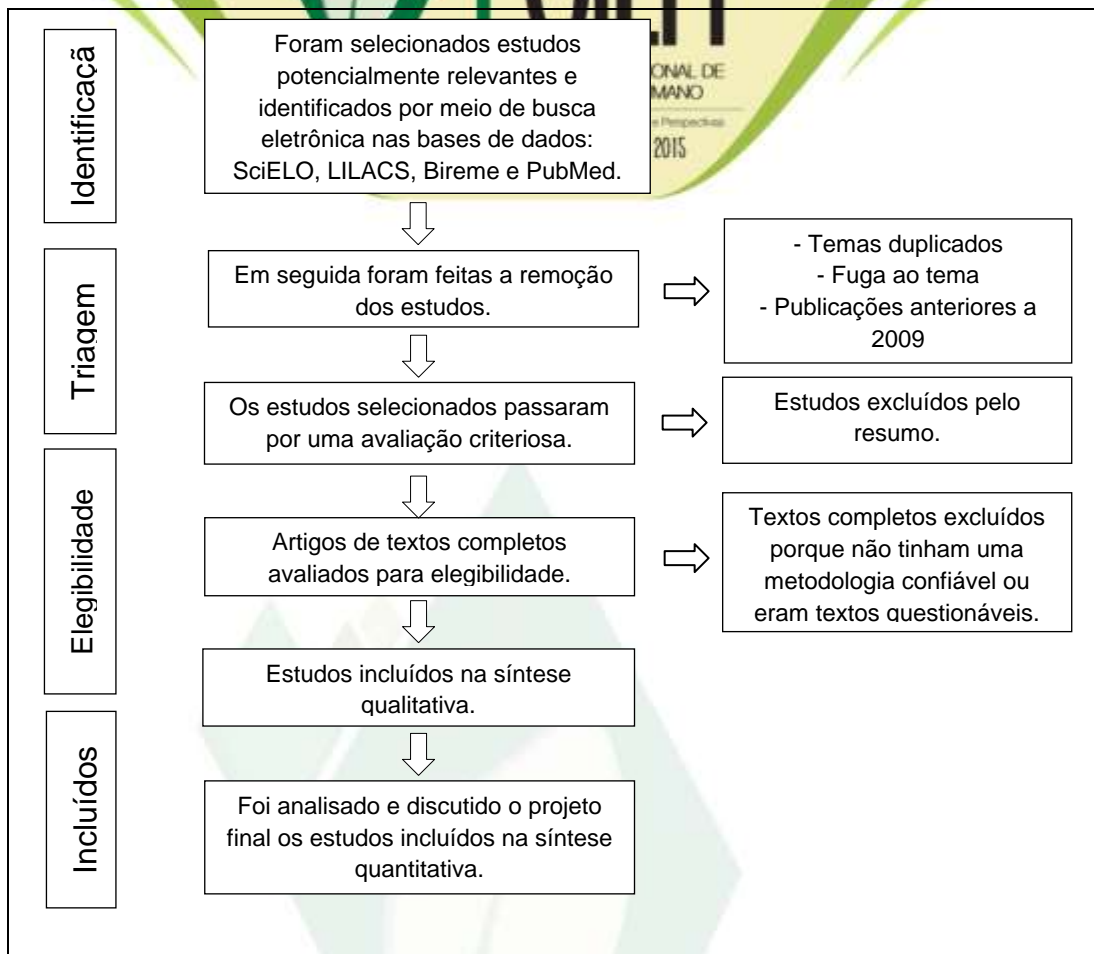 ONAL DE
MANO
e Perspectivas
2015
Identificaçã
Foram selecionados estudos
potencialmente relevantes e
identificados por meio de busca
eletrônica nas bases de dados:
SciELO, LILACS, Bireme e PubMed.
Triagem
Em seguida foram feitas a remoção
dos estudos.
- Temas duplicados
- Fuga ao tema
- Publicações anteriores a
2009
Os estudos selecionados passaram
por uma avaliação criteriosa.
Estudos excluídos pelo
resumo.
Elegibilidade
Artigos de textos completos
avaliados para elegibilidade.
Textos completos excluídos
porque não tinham uma
metodologia confiável ou
eram textos questionáveis.
Estudos incluídos na síntese
qualitativa.
Incluídos
Foi analisado e discutido o projeto
final os estudos incluídos na síntese
quantitativa.